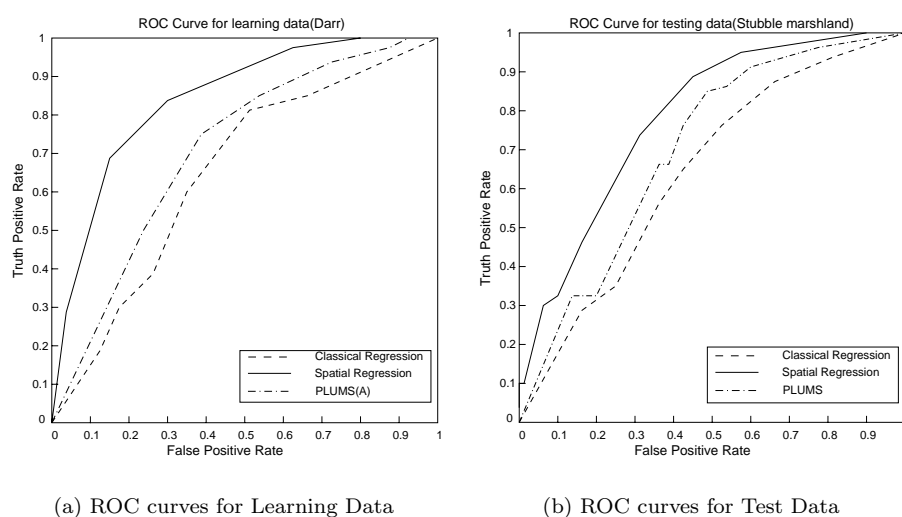 ROC Curve for learning data(Darr)
1
0.9
0.8
0.7
0.6
0.5
0.4
0.3
0.2
0.1
0
Truth Positive Rate
Classical Regression
Spatial Regression
PLUMS(A)
0 0.1 0.2 0.3 0.4 0.5 0.6 0.7 0.8 0.9 1
False Positive Rate
(a) ROC curves for Learning Data
ROC Curve for testing data(Stubble marshland)
1
0.9
0.8
0.7
0.6
0.5
0.4
0.3
0.2
0.1
0
Truth Positive Rate
Classical Regression
Spatial Regression
PLUMS
0 0.1 0.2 0.3 0.4 0.5 0.6 0.7 0.8 0.9
False Positive Rate
(b) ROC curves for Test Data